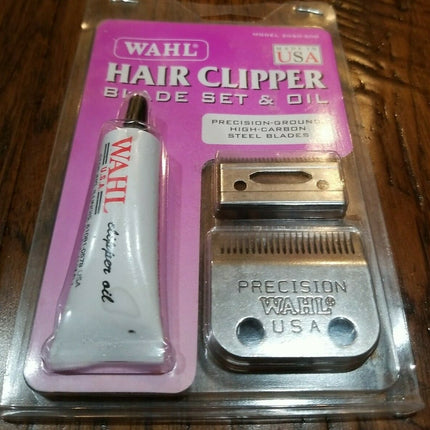 WAHL®
MADE IN
USA
HAIR CLIPPER
BLADE SET & OIL
PRECISION-GROUND
HIGH-CARBON
STEEL BLADES
WAHL
USA
clipper oil
PRECISION
WAHL®
USA